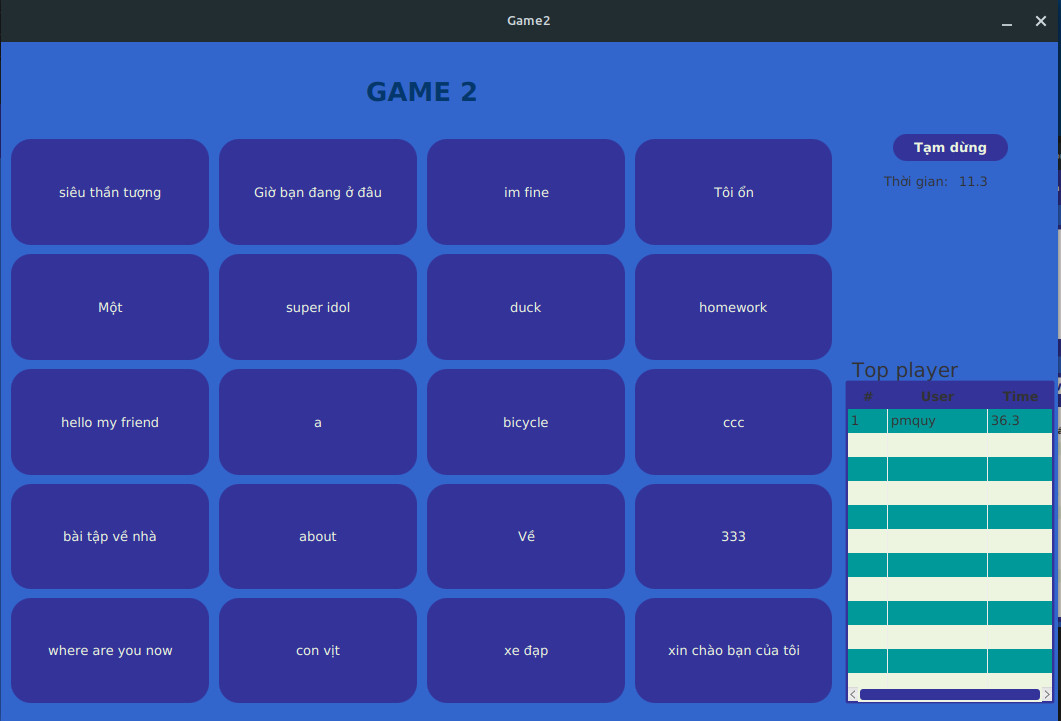 Game2
GAME 2
Tạm dừng
Thời gian: 11.3
siêu thần tượng
Giờ bạn đang ở đâu
im fine
Tôi ổn
Một
super idol
duck
homework
hello my friend
a
bicycle
ccc
bài tập về nhà
about
Về
333
where are you now
con vịt
xe đạp
xin chào bạn của tôi
Top player
# User Time
1 pmquy 36.3